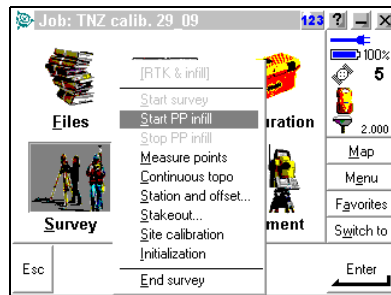 Job: TNZ calib. 29_09
123
?
100%
5
2.000
Files
[RTK & infill]
Start survey
Start PP infill
Stop PP infill
Measure points
Continuous topo
Station and offset...
Stakeout...
Site calibration
Initialization
End survey
uration
Survey
ment
Map
Menu
Favorites
Switch to
Esc
Enter